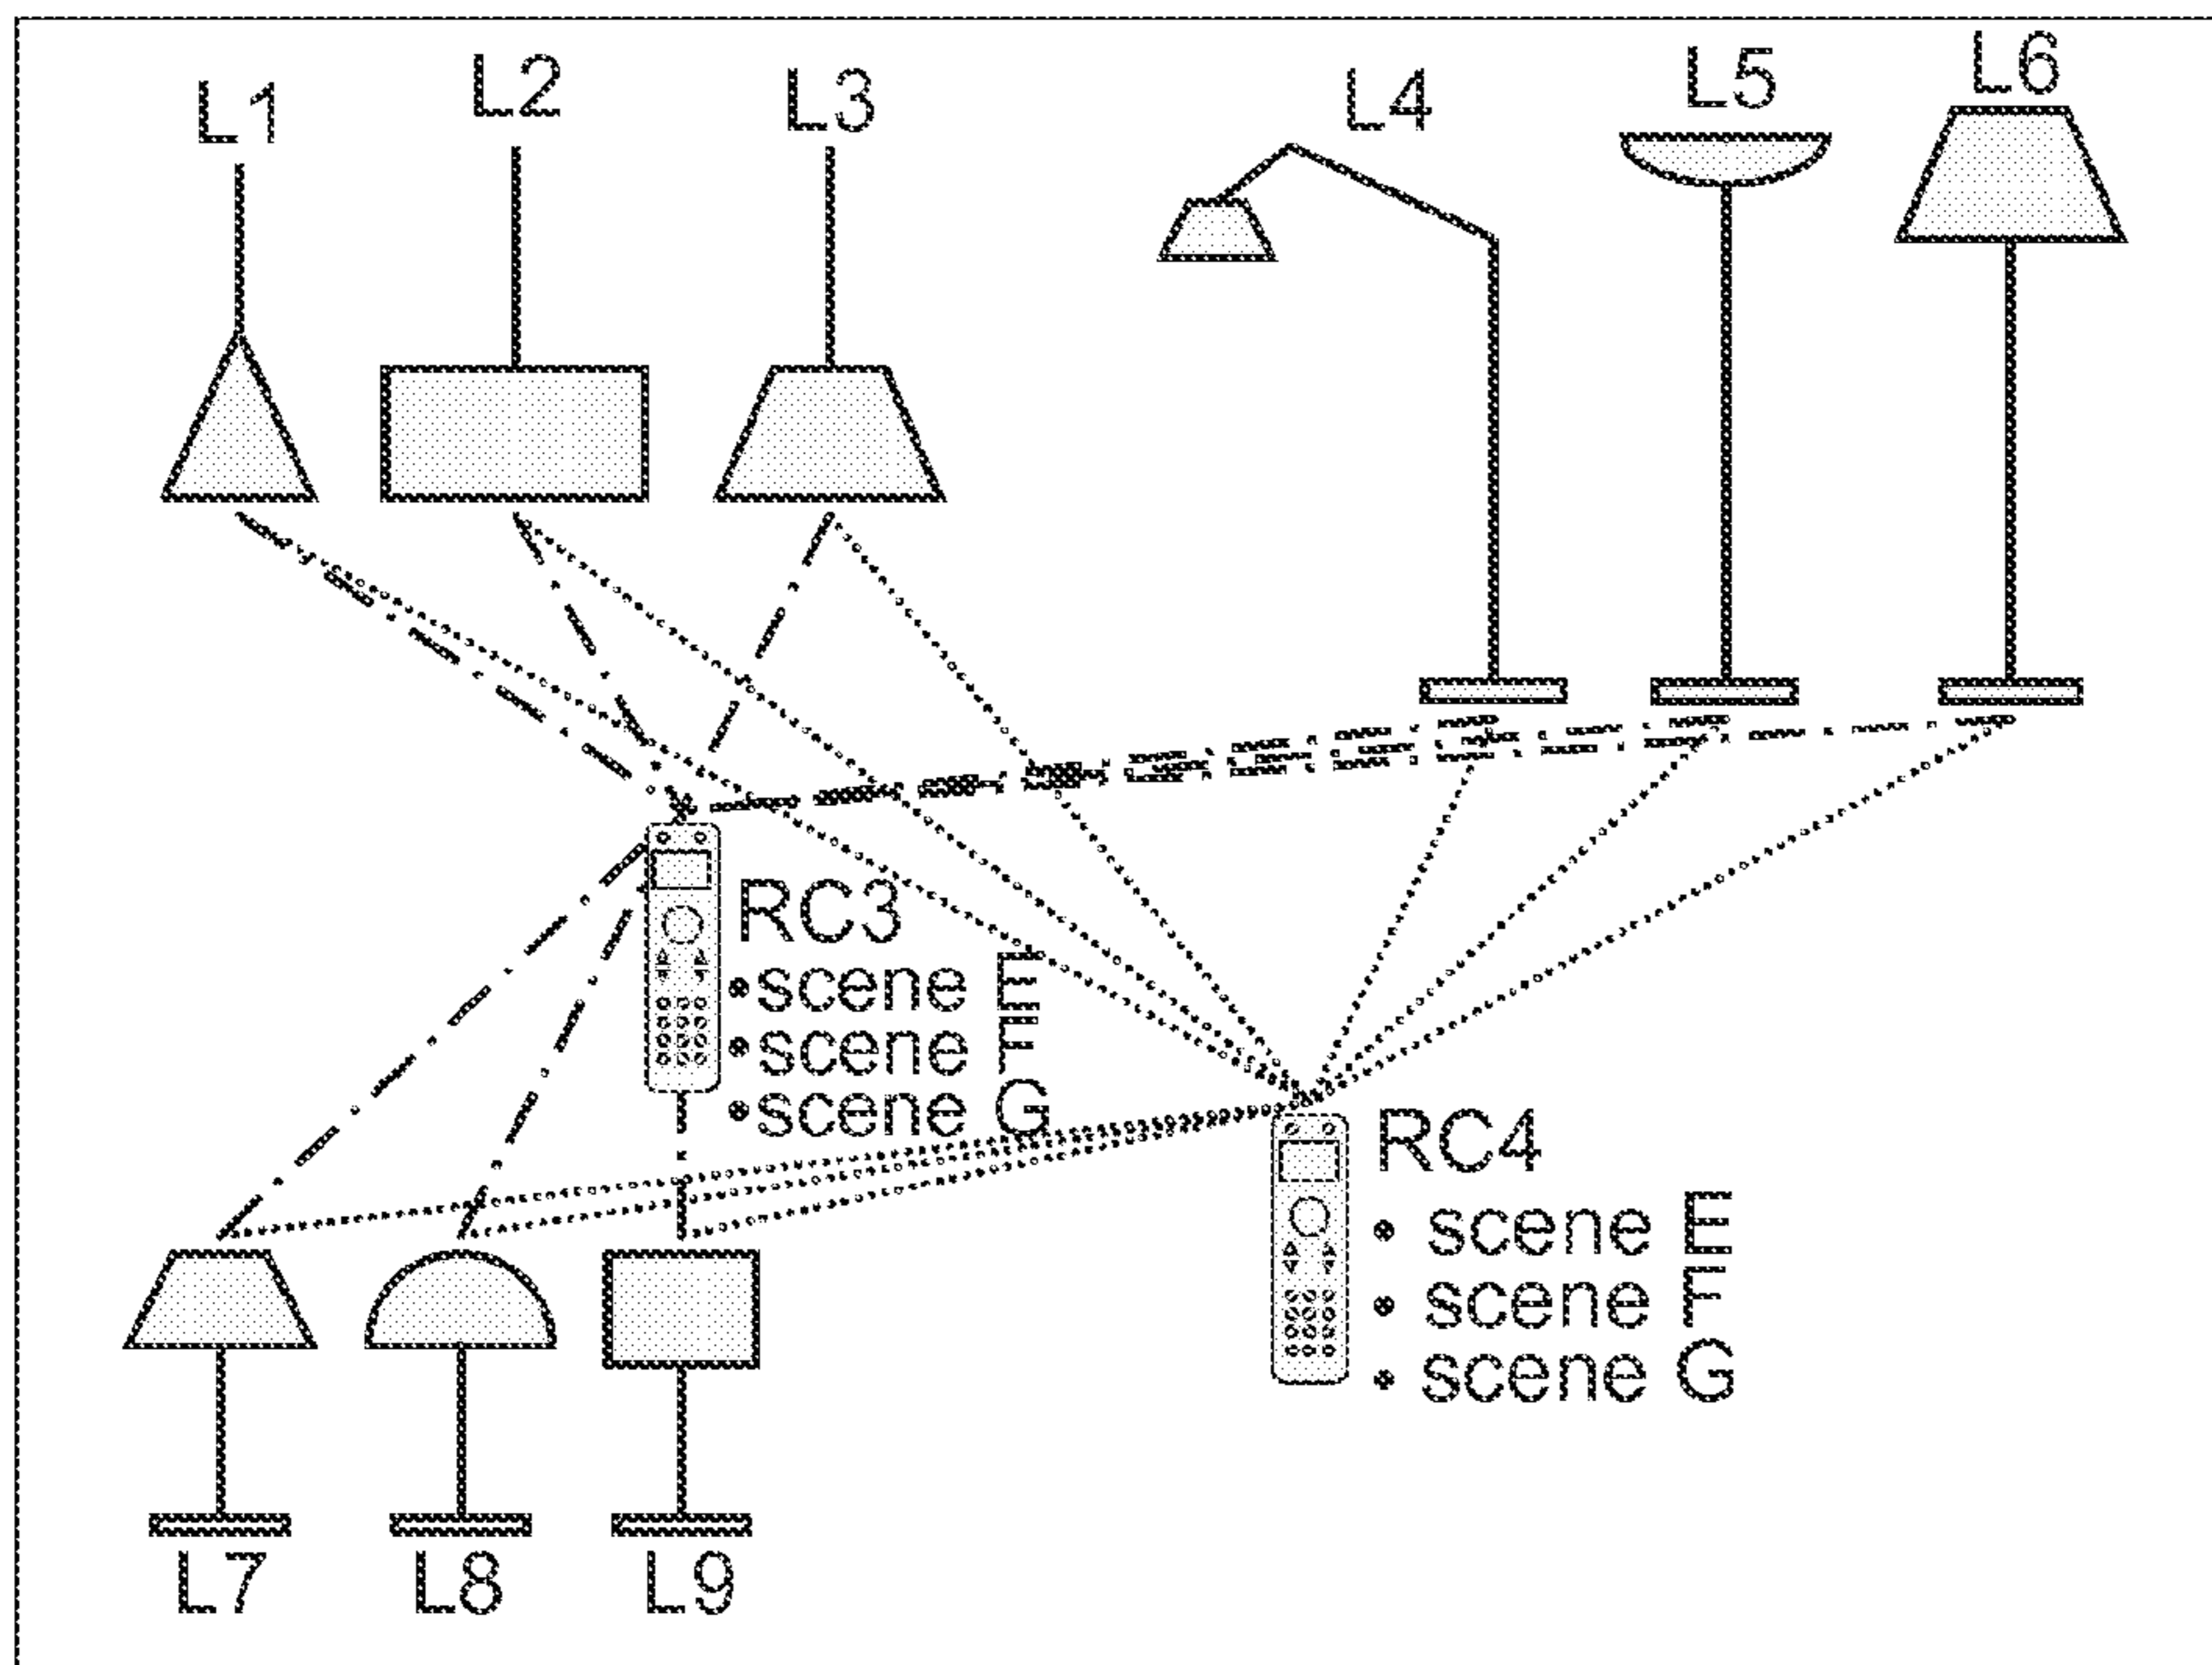 L1
L2
L3
L4
L5
L6
RC3
•scene E
•scene F
•scene G
RC4
• scene E
• scene F
• scene G
L7
L8
L9